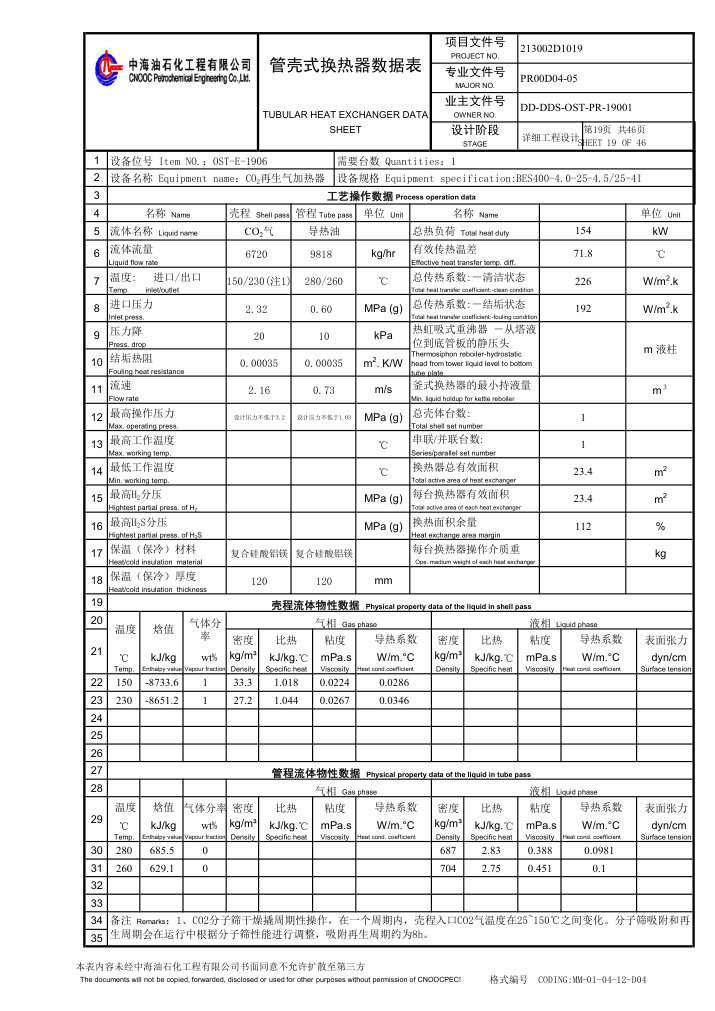 中海油石化工程有限公司
CNOOC Petrochemical Engineering Co.,Ltd.
管壳式换热器数据表
TUBULAR HEAT EXCHANGER DATA
SHEET
项目文件号 213002D1019
PROJECT NO.
专业文件号 PR00D04-05
MAJOR NO.
业主文件号 DD-DDS-OST-PR-19001
OWNER NO.
设计阶段 详细工程设计 第19页 共46页
STAGE SHEET 19 OF 46
1 设备位号 Item NO.：OST-E-1906 需要台数 Quantities：1
2 设备名称 Equipment name：CO₂再生气加热器 设备规格 Equipment specification:BES400-4.0-25-4.5/25-4I
3 工艺操作数据 Process operation data
4 名称 Name 壳程 Shell pass 管程 Tube pass 单位 Unit 名称 Name 单位 Unit
5 流体名称 Liquid name CO₂气 导热油 总热负荷 Total heat duty 154 kW
6 流体流量 6720 9818 kg/hr 有效传热温差 71.8 ℃
Liquid flow rate Effective heat transfer temp. diff.
7 温度: 进口/出口 150/230(注1) 280/260 ℃ 总传热系数:－清洁状态 226 W/m².k
Temp. inlet/outlet Total heat transfer coefficient:-clean condition
8 进口压力 2.32 0.60 MPa (g) 总传热系数:－结垢状态 192 W/m².k
Inlet press. Total heat transfer coefficient:-fouling condition
9 压力降 20 10 kPa 热虹吸式重沸器 －从塔液
位到底管板的静压头 m 液柱
Press. drop
10 结垢热阻 0.00035 0.00035 m². K/W Thermosiphon reboiler-hydrostatic
head from tower liquid level to bottom
Fouling heat resistance tube plate
11 流速 2.16 0.73 m/s 釜式换热器的最小持液量 m³
Flow rate Min. liquid holdup for kettle reboiler
12 最高操作压力 设计压力不低于3.2 设计压力不低于1.03 MPa (g) 总壳体台数: 1
Max. operating press. Total shell set number
13 最高工作温度 ℃ 串联/并联台数: 1
Max. working temp. Series/parallel set number
14 最低工作温度 ℃ 换热器总有效面积 23.4 m²
Min. working temp. Total active area of heat exchanger
15 最高H₂分压 MPa (g) 每台换热器有效面积 23.4 m²
Hightest partial press. of H₂ Total active area of each heat exchanger
16 最高H₂S分压 MPa (g) 换热面积余量 112 %
Hightest partial press. of H₂S Heat exchange area margin
17 保温（保冷）材料 复合硅酸铝镁 复合硅酸铝镁 每台换热器操作介质重 kg
Heat/cold insulation material Ope. medium weight of each heat exchanger
18 保温（保冷）厚度 120 120 mm
Heat/cold insulation thickness
19 壳程流体物性数据 Physical property data of the liquid in shell pass
20 温度 焓值 气体分率 气相 Gas phase 液相 Liquid phase
21 密度 比热 粘度 导热系数 密度 比热 粘度 导热系数 表面张力
℃ kJ/kg wt% kg/m³ kJ/kg.℃ mPa.s W/m.°C kg/m³ kJ/kg.℃ mPa.s W/m.°C dyn/cm
Temp. Enthalpy value Vapour fraction Density Specific heat Viscosity Heat cond.coefficient Density Specific heat Viscosity Heat cond. coefficient Surface tension
22 150 -8733.6 1 33.3 1.018 0.0224 0.0286
23 230 -8651.2 1 27.2 1.044 0.0267 0.0346
24
25
26
27 管程流体物性数据 Physical property data of the liquid in tube pass
28 气相 Gas phase 液相 Liquid phase
29 温度 焓值 气体分率 密度 比热 粘度 导热系数 密度 比热 粘度 导热系数 表面张力
℃ kJ/kg wt% kg/m³ kJ/kg.℃ mPa.s W/m.°C kg/m³ kJ/kg.℃ mPa.s W/m.°C dyn/cm
Temp. Enthalpy value Vapour fraction Density Specific heat Viscosity Heat cond. coefficient Density Specific heat Viscosity Heat cond. coefficient Surface tension
30 280 685.5 0 687 2.83 0.388 0.0981
31 260 629.1 0 704 2.75 0.451 0.1
32
33
34 备注 Remarks：1、CO2分子筛干燥撬周期性操作，在一个周期内，壳程入口CO2气温度在25~150℃之间变化。分子筛吸附和再
35 生周期会在运行中根据分子筛性能进行调整，吸附再生周期约为8h。
本表内容未经中海油石化工程有限公司书面同意不允许扩散至第三方
The documents will not be copied, forwarded, disclosed or used for other purposes without permission of CNOOCPEC! 格式编号 CODING:MM-01-04-12-D04